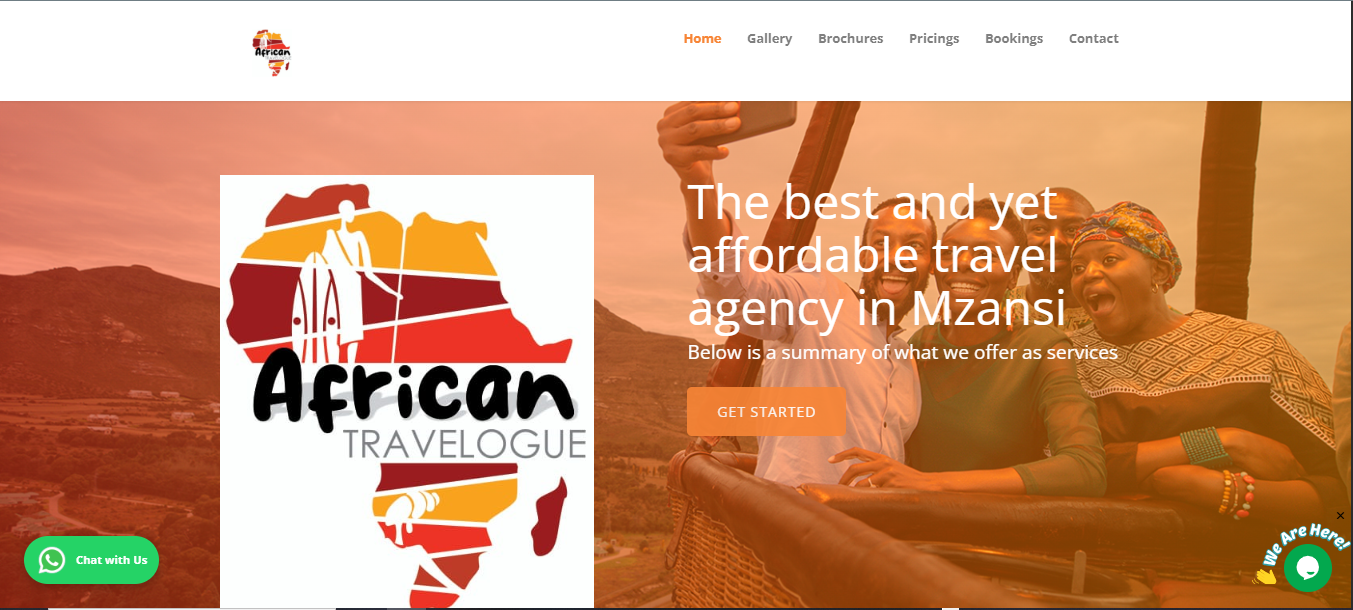 African
Home Gallery Brochures Pricings Bookings Contact
African
TRAVELOGUE
The best and yet
affordable travel
agency in Mzansi
Below is a summary of what we offer as services
GET STARTED
Chat with Us
We Are Here!